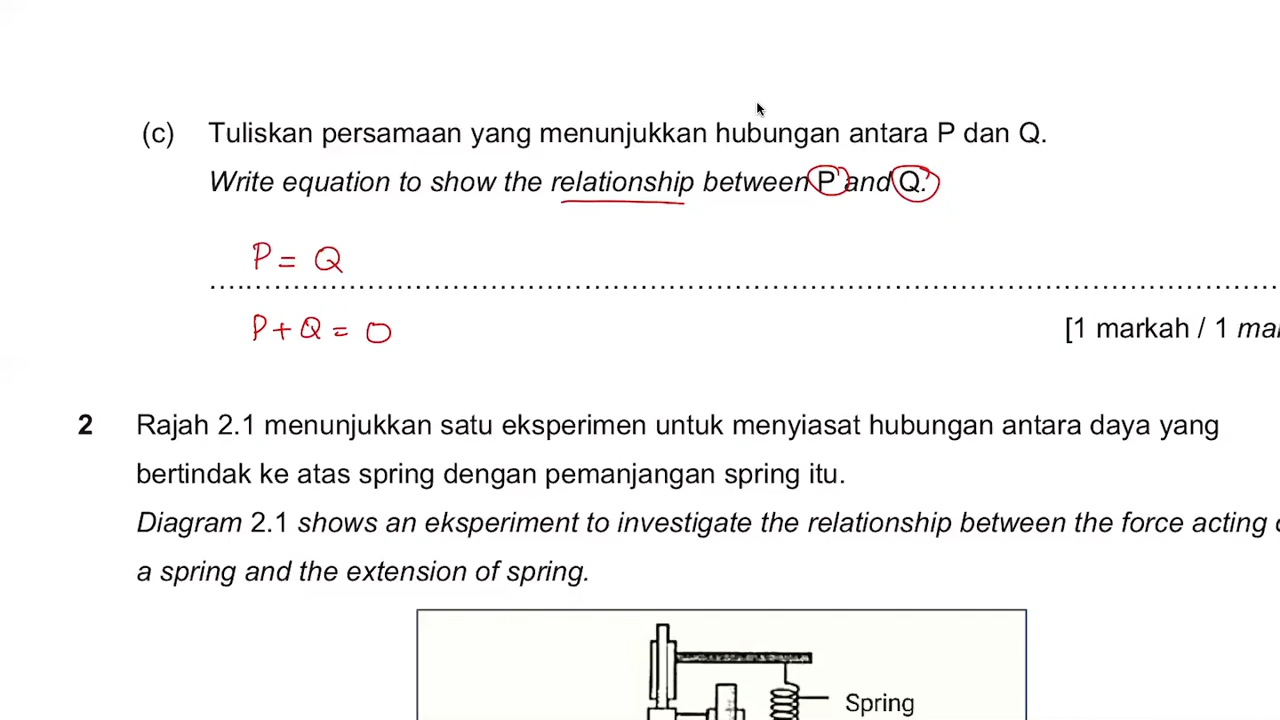 (c) Tuliskan persamaan yang menunjukkan hubungan antara P dan Q.
Write equation to show the relationship between P and Q.
P = Q
P + Q = 0
[1 markah / 1
2 Rajah 2.1 menunjukkan satu eksperimen untuk menyiasat hubungan antara daya yang
bertindak ke atas spring dengan pemanjangan spring itu.
Diagram 2.1 shows an eksperiment to investigate the relationship between the force acting
a spring and the extension of spring.
Spring